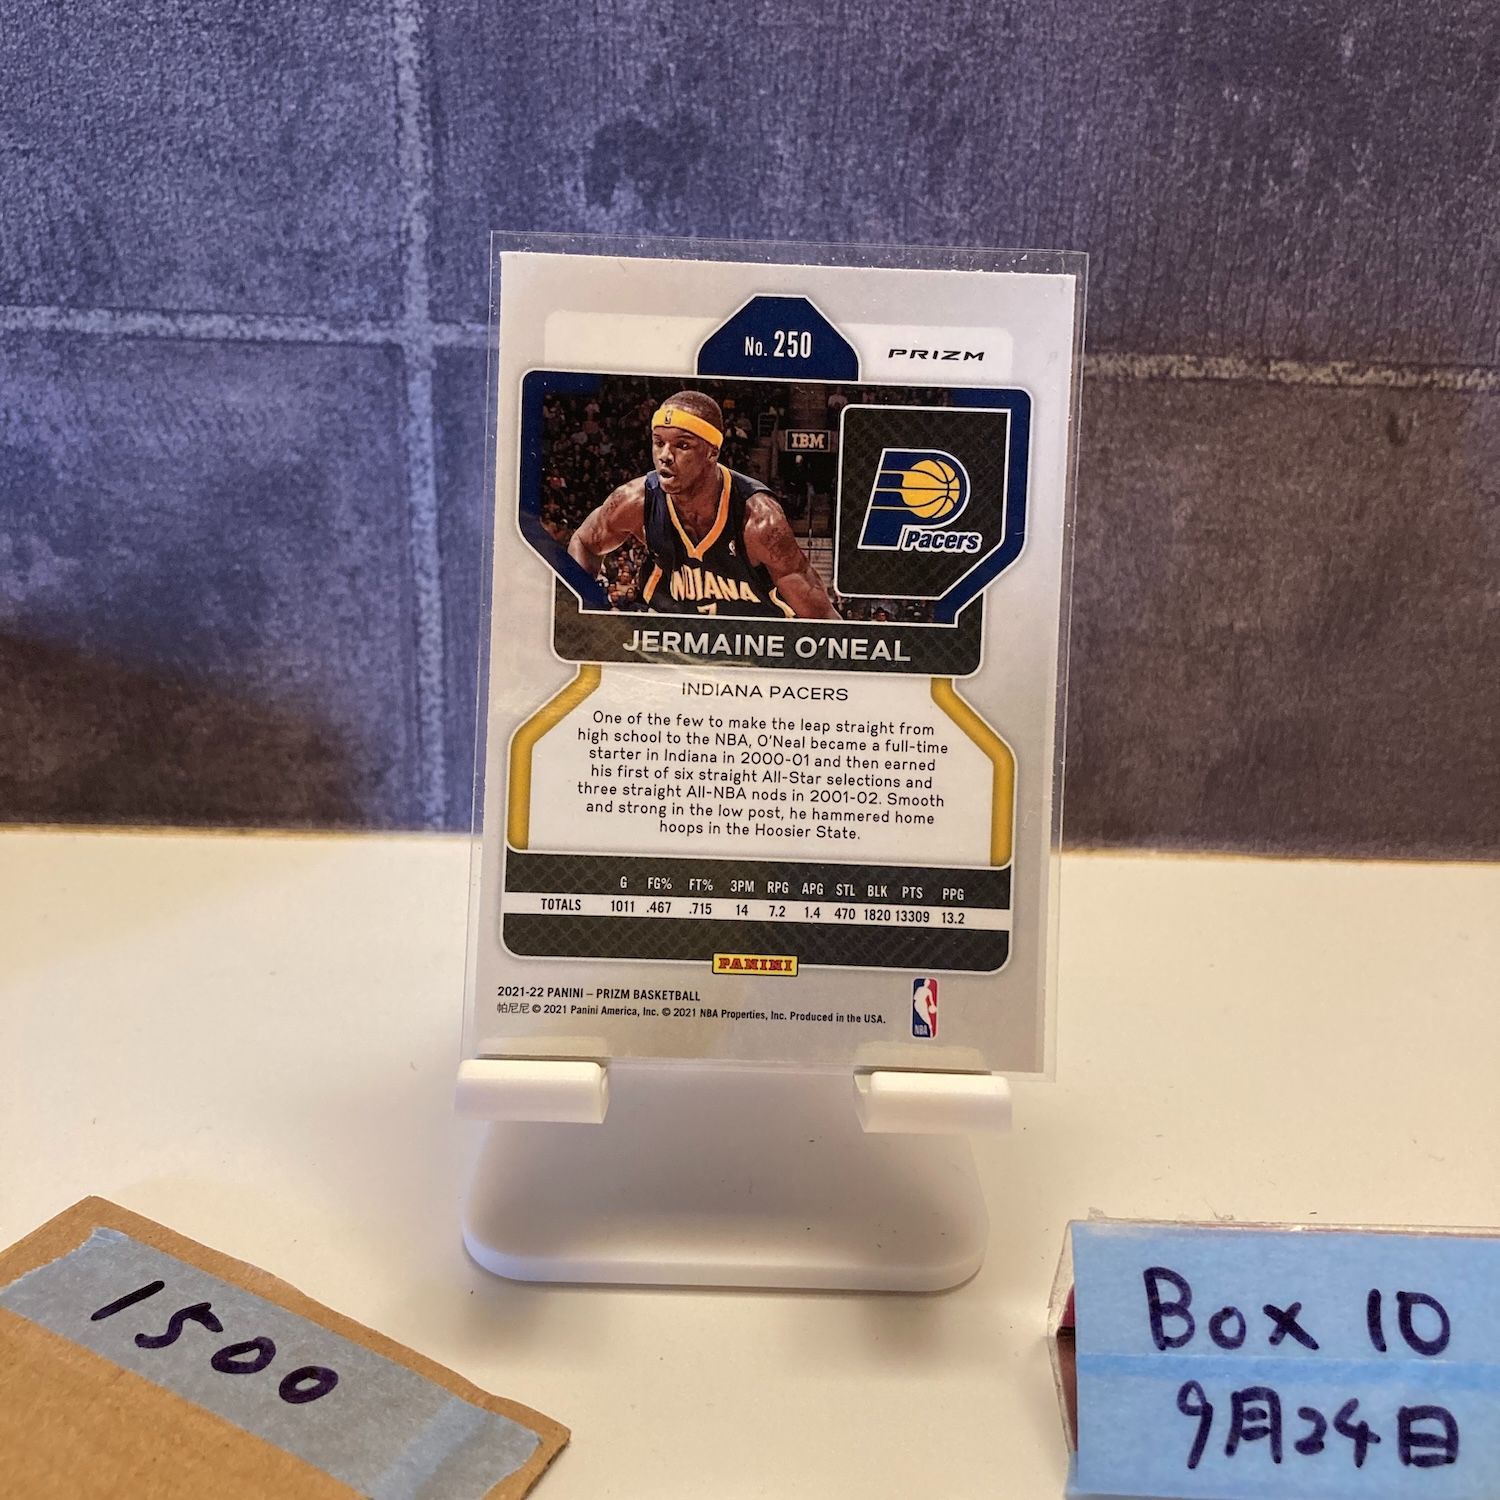 No. 250
PRIZM
IBM
Pacers
INDIANA
7
JERMAINE O'NEAL
INDIANA PACERS
One of the few to make the leap straight from
high school to the NBA, O'Neal became a full-time
starter in Indiana in 2000-01 and then earned
his first of six straight All-Star selections and
three straight All-NBA nods in 2001-02. Smooth
and strong in the low post, he hammered home
hoops in the Hoosier State.
G FG% FT% 3PM RPG APG STL BLK PTS PPG
TOTALS 1011 .467 .715 14 7.2 1.4 470 1820 13309 13.2
PANINI
2021-22 PANINI – PRIZM BASKETBALL
帕尼尼 © 2021 Panini America, Inc. © 2021 NBA Properties, Inc. Produced in the USA.
NBA
1500
Box 10
9月24日